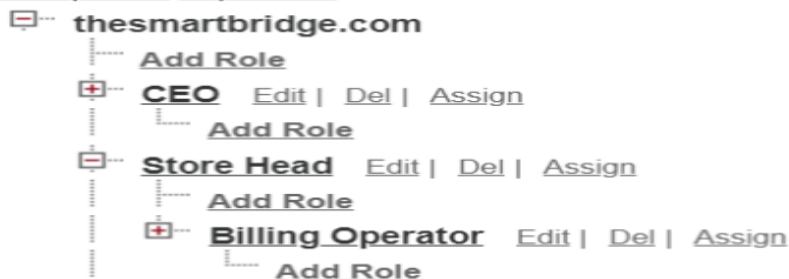 thesmartbridge.com
Add Role
CEO Edit | Del | Assign
Add Role
Store Head Edit | Del | Assign
Add Role
Billing Operator Edit | Del | Assign
Add Role